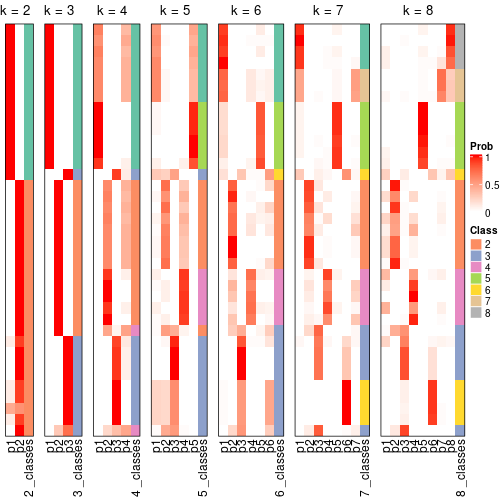 k = 2
k = 3
k = 4
k = 5
k = 6
k = 7
k = 8
Prob
1
0.5
0
Class
2
3
4
5
6
7
8
p1
p2
2_classes
p1
p2
p3
3_classes
p1
p2
p3
p4
4_classes
p1
p2
p3
p4
p5
5_classes
p1
p2
p3
p4
p5
p6
6_classes
p1
p2
p3
p4
p5
p6
p7
7_classes
p1
p2
p3
p4
p5
p6
p7
p8
8_classes